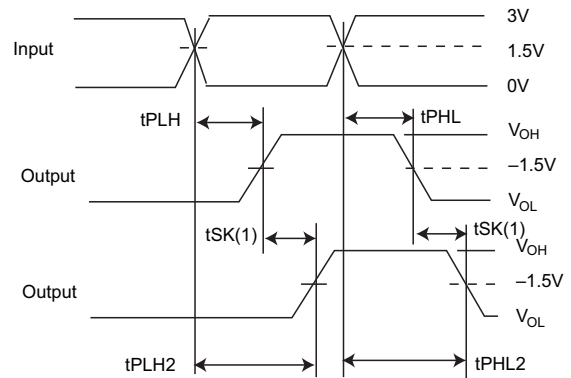 3V
Input
1.5V
0V
tPLH
tPHL
VOH
Output
–1.5V
VOL
tSK(1)
tSK(1)
VOH
Output
–1.5V
VOL
tPLH2
tPHL2